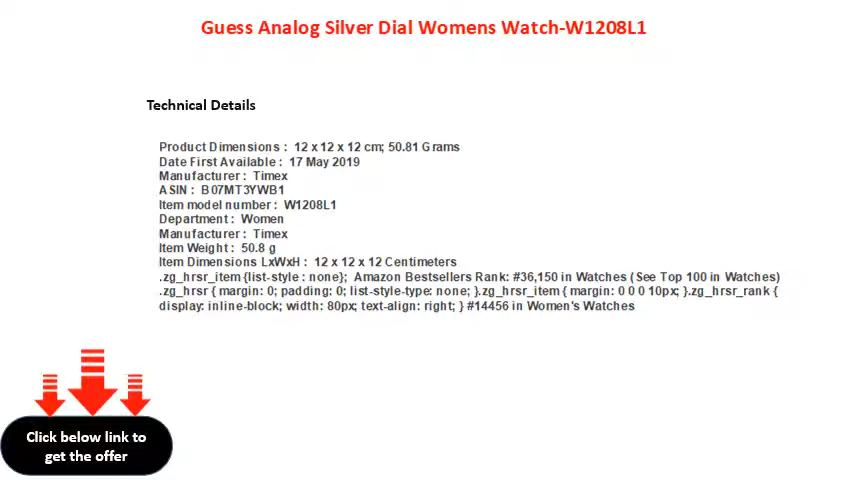 Guess Analog Silver Dial Womens Watch-W1208L1
Technical Details
Product Dimensions : 12 x 12 x 12 cm; 50.81 Grams
Date First Available : 17 May 2019
Manufacturer : Timex
ASIN : B07MT3YWB1
Item model number : W1208L1
Department : Women
Manufacturer : Timex
Item Weight : 50.8 g
Item Dimensions LxWxH : 12 x 12 x 12 Centimeters
.zg_hrsr_item {list-style : none}; Amazon Bestsellers Rank: #36,150 in Watches (See Top 100 in Watches)
.zg_hrsr { margin: 0; padding: 0; list-style-type: none; }.zg_hrsr_item { margin: 0 0 0 10px; }.zg_hrsr_rank {
display: inline-block; width: 80px; text-align: right; } #14456 in Women's Watches
Click below link to
get the offer